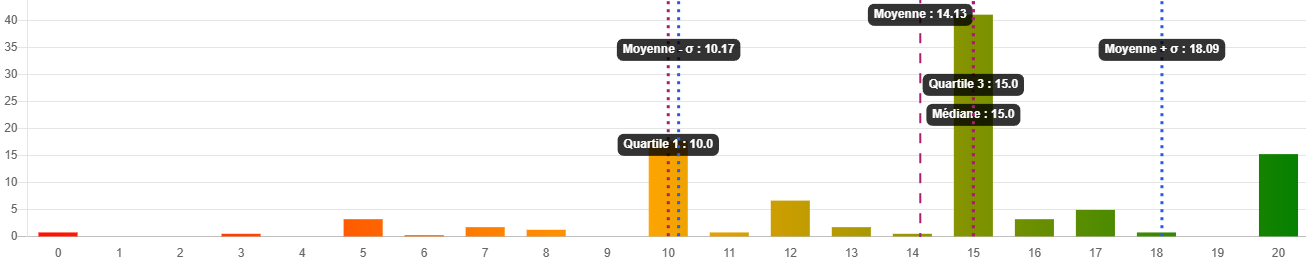 40
Moyenne : 14.13
35
Moyenne - σ : 10.17
Moyenne + σ : 18.09
30
25
Quartile 3 : 15.0
20
Médiane : 15.0
15
Quartile 1 : 10.0
10
5
0
0 1 2 3 4 5 6 7 8 9 10 11 12 13 14 15 16 17 18 19 20